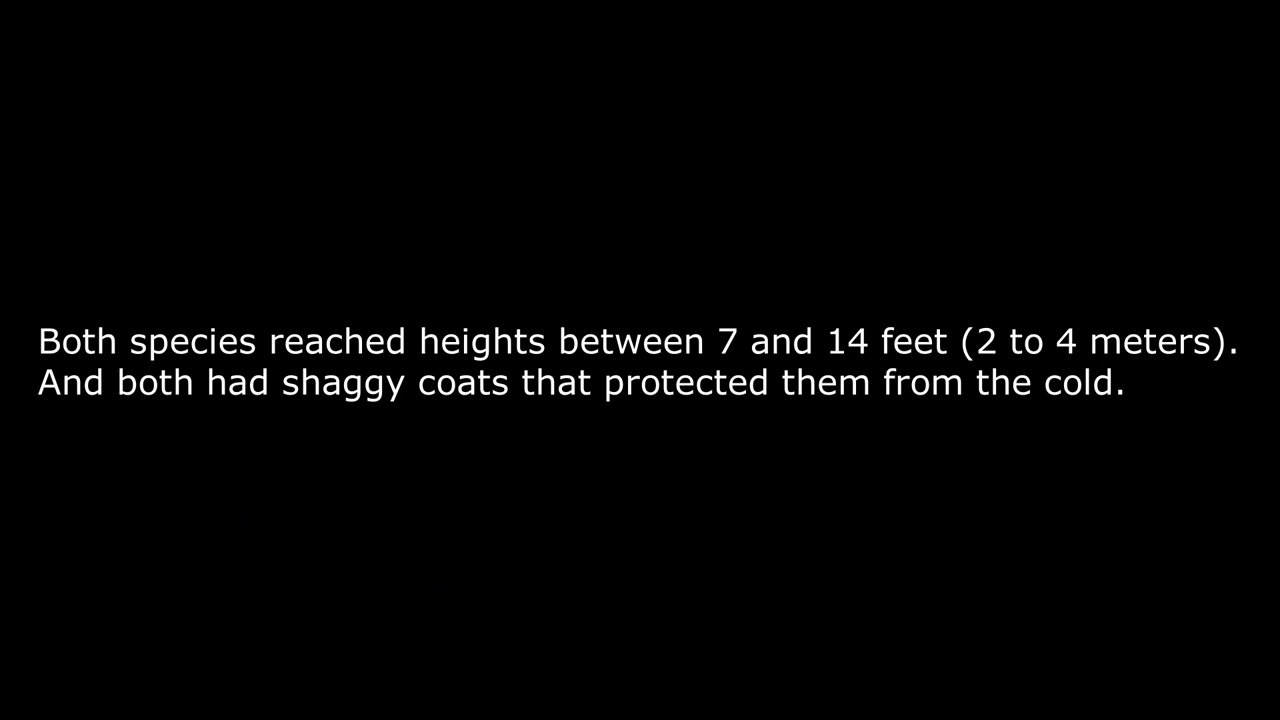 Both species reached heights between 7 and 14 feet (2 to 4 meters).
And both had shaggy coats that protected them from the cold.